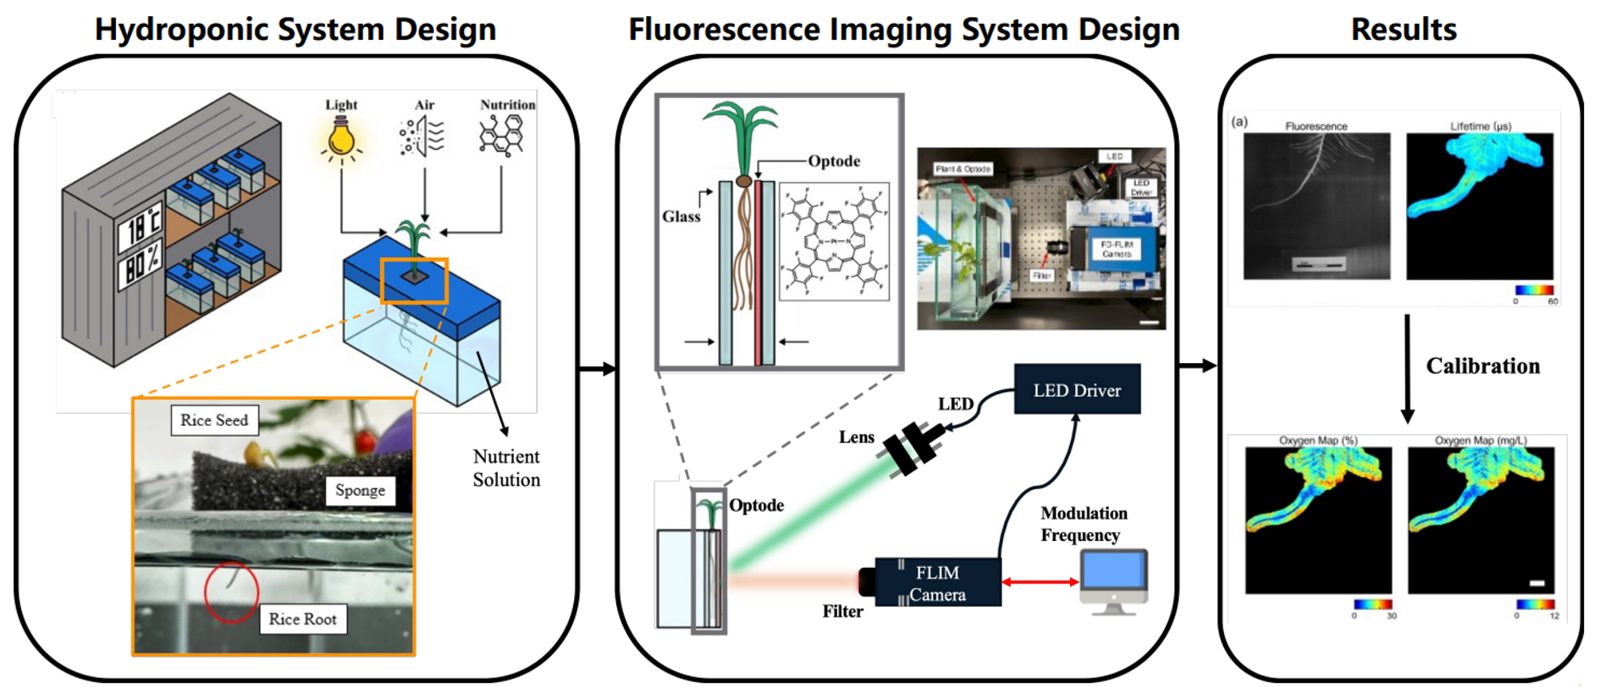 Hydroponic System Design
Light
Air
Nutrition
18°C
80%
Rice Seed
Sponge
Rice Root
Nutrient
Solution
Fluorescence Imaging System Design
Optode
Glass
F F F F F F F F F F F F F F F F F F F F
N N Pt N N
Plant & Optode
LED
LED
Driver
FD-FLIM
Camera
Filter
LED Driver
LED
Lens
Optode
Modulation
Frequency
FLIM
Camera
Filter
Results
(a)
Fluorescence
Lifetime (µs)
0 60
Calibration
Oxygen Map (%)
Oxygen Map (mg/L)
0 30
0 12